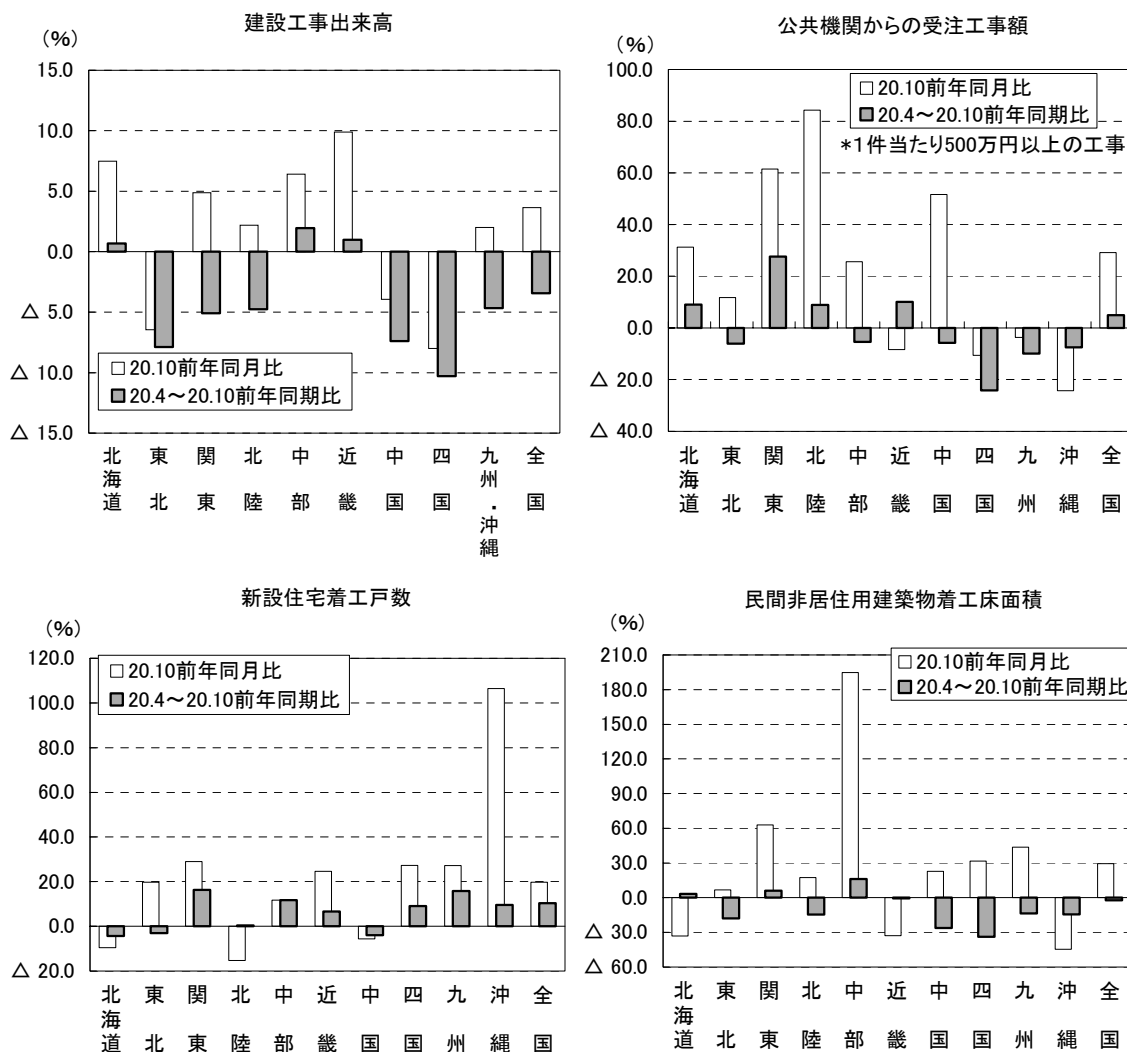 建設工事出来高
(%)
15.0
10.0
5.0
0.0
△ 5.0
△ 10.0
△ 15.0
20.10前年同月比
20.4～20.10前年同期比
北海道 東北 関東 北陸 中部 近畿 中国 四国 九州・沖縄 全国
公共機関からの受注工事額
(%)
100.0
80.0
60.0
40.0
20.0
0.0
△ 20.0
△ 40.0
20.10前年同月比
20.4～20.10前年同期比
*1件当たり500万円以上の工事
北海道 東北 関東 北陸 中部 近畿 中国 四国 九州 沖縄 全国
新設住宅着工戸数
(%)
120.0
100.0
80.0
60.0
40.0
20.0
0.0
△ 20.0
20.10前年同月比
20.4～20.10前年同期比
北海道 東北 関東 北陸 中部 近畿 中国 四国 九州 沖縄 全国
民間非居住用建築物着工床面積
(%)
210.0
180.0
150.0
120.0
90.0
60.0
30.0
0.0
△ 30.0
△ 60.0
20.10前年同月比
20.4～20.10前年同期比
北海道 東北 関東 北陸 中部 近畿 中国 四国 九州 沖縄 全国